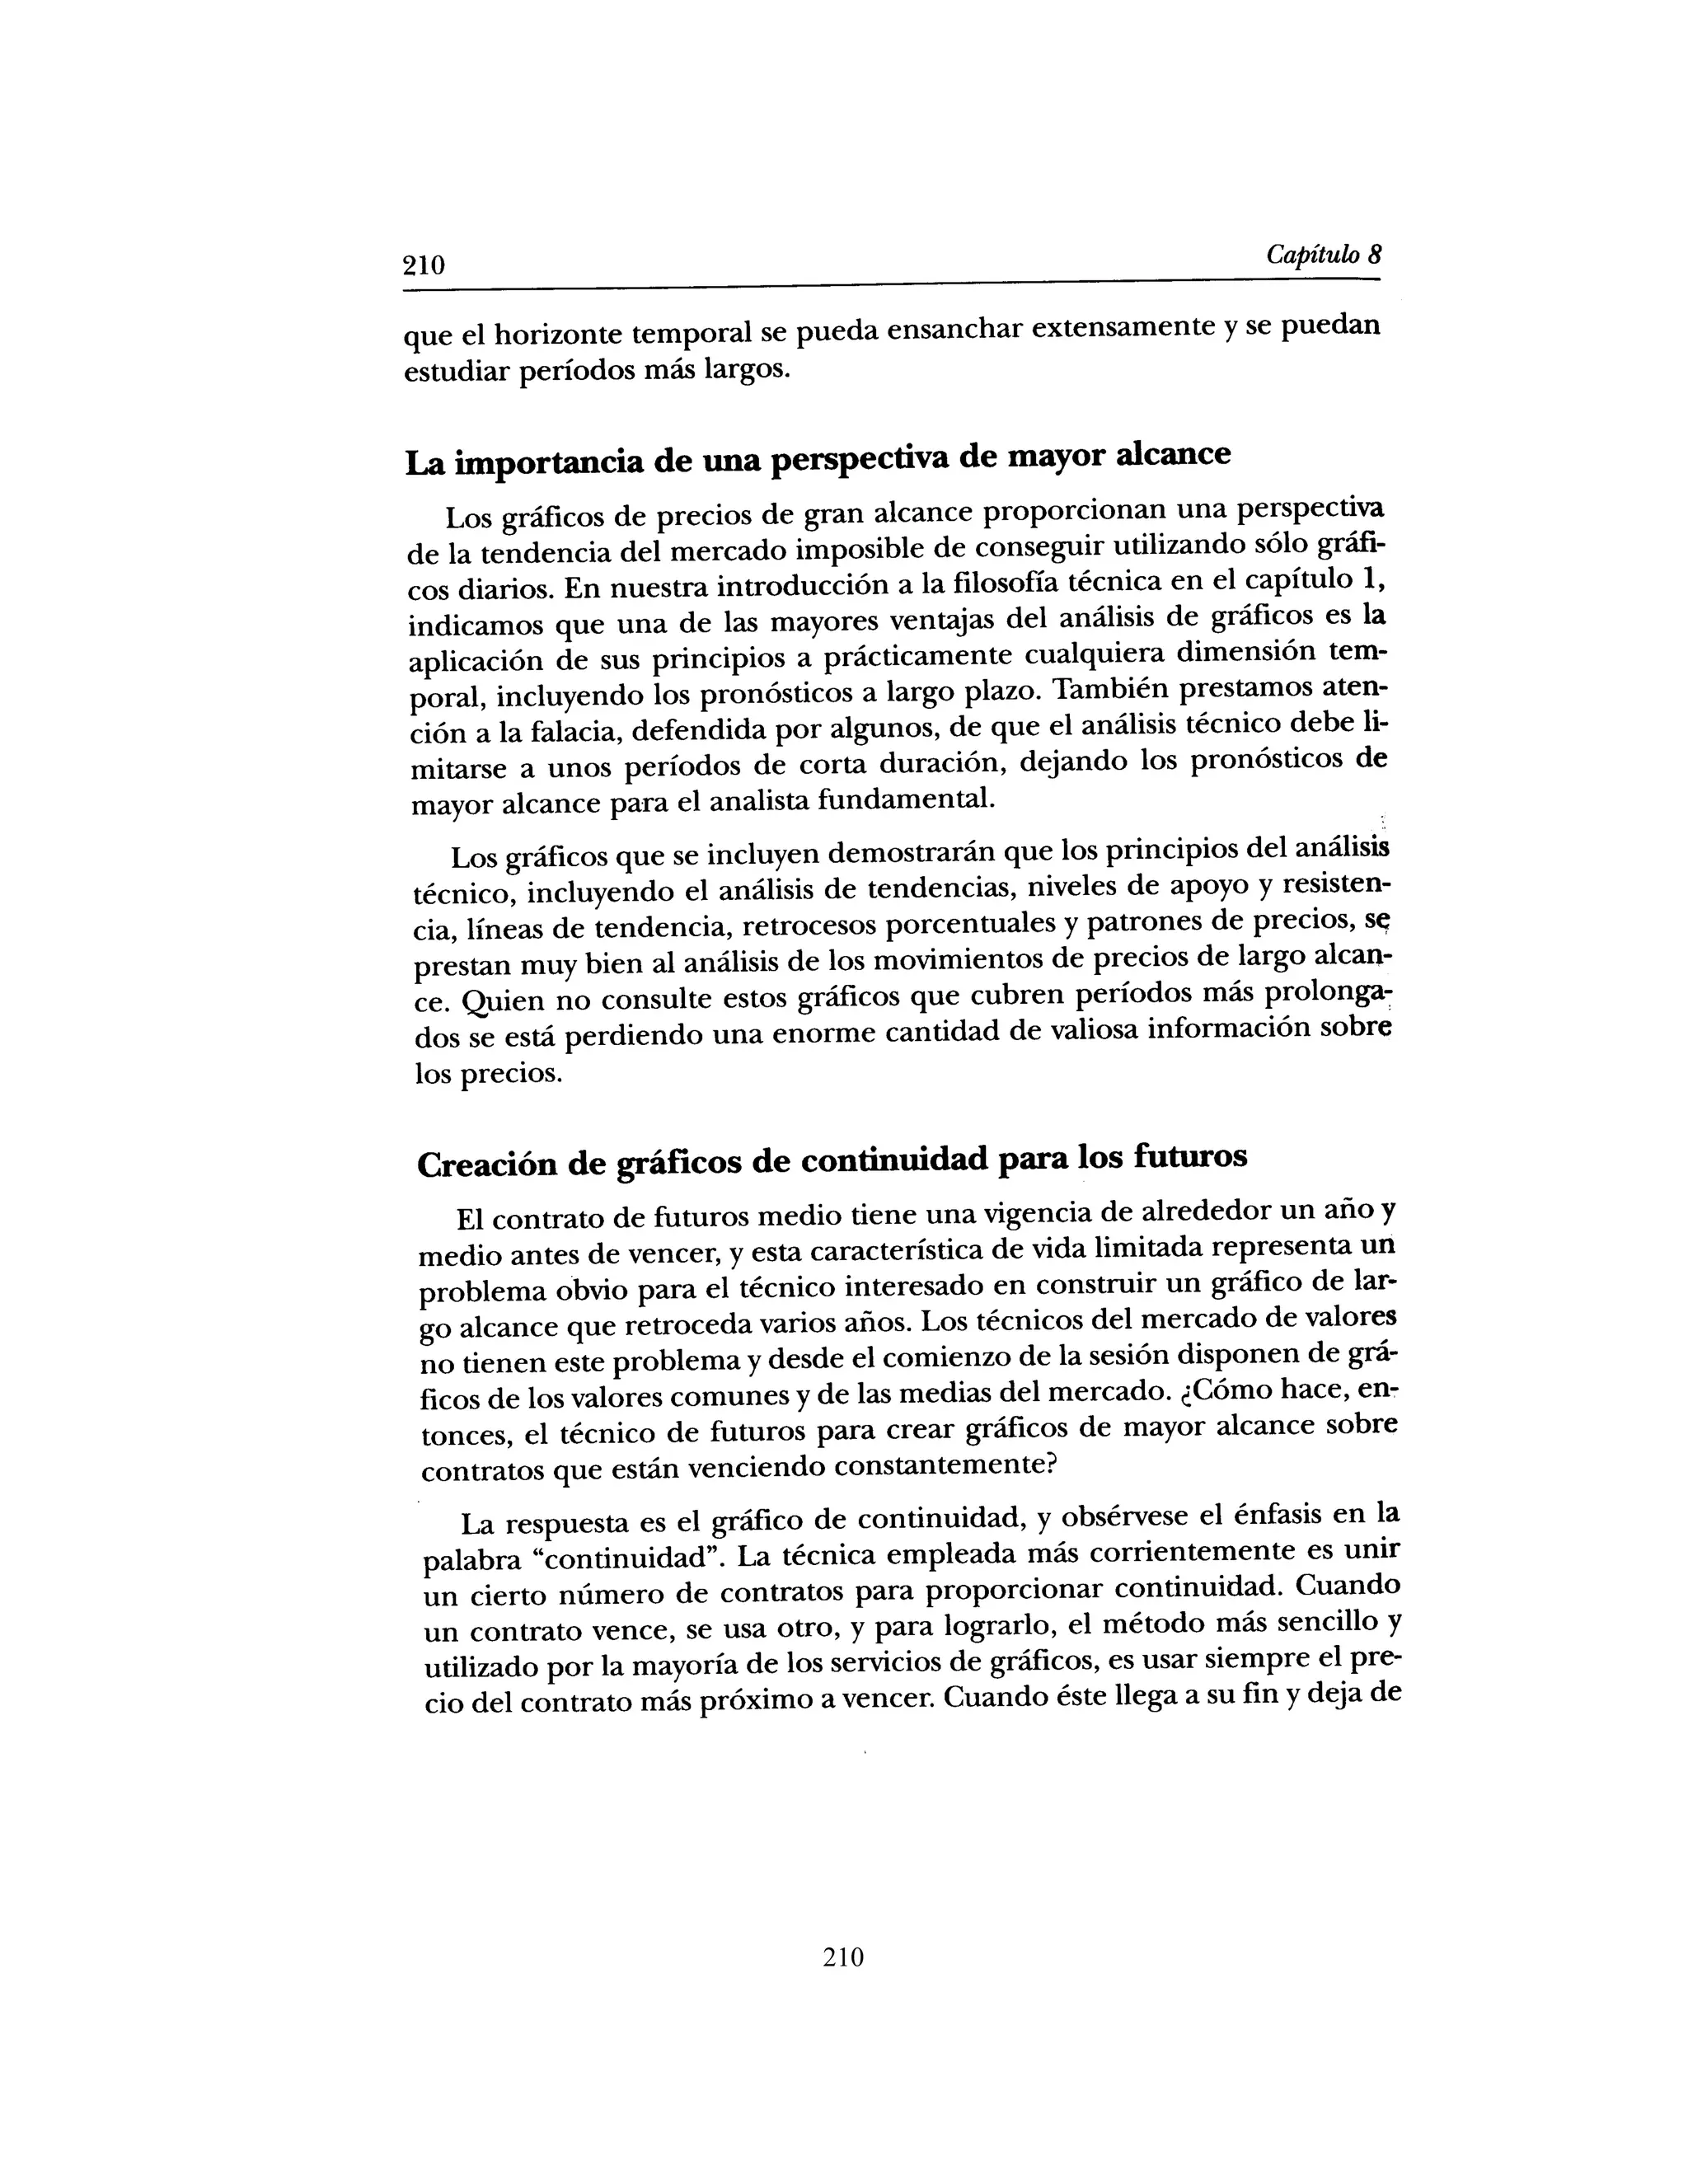 210 Capítulo 8
que el horizonte temporal se pueda ensanchar extensamente y se puedan
estudiar períodos más largos.
La importancia de una perspectiva de mayor alcance
Los gráficos de precios de gran alcance proporcionan una perspectiva
de la tendencia del mercado imposible de conseguir utilizando sólo gráfi-
cos diarios. En nuestra introducción a la filosofía técnica en el capítulo 1,
indicamos que una de las mayores ventajas del análisis de gráficos es la
aplicación de sus principios a prácticamente cualquiera dimensión tem-
poral, incluyendo los pronósticos a largo plazo. También prestamos aten-
ción a la falacia, defendida por algunos, de que el análisis técnico debe li-
mitarse a unos períodos de corta duración, dejando los pronósticos de
mayor alcance para el analista fundamental.
Los gráficos que se incluyen demostrarán que los principios del análisis
técnico, incluyendo el análisis de tendencias, niveles de apoyo y resisten-
cia, líneas de tendencia, retrocesos porcentuales y patrones de precios, se
prestan muy bien al análisis de los movimientos de precios de largo alcan-
ce. Quien no consulte estos gráficos que cubren períodos más prolonga-
dos se está perdiendo una enorme cantidad de valiosa información sobre
los precios.
Creación de gráficos de continuidad para los futuros
El contrato de futuros medio tiene una vigencia de alrededor un año y
medio antes de vencer, y esta característica de vida limitada representa un
problema obvio para el técnico interesado en construir un gráfico de lar-
go alcance que retroceda varios años. Los técnicos del mercado de valores
no tienen este problema y desde el comienzo de la sesión disponen de grá-
ficos de los valores comunes y de las medias del mercado. ¿Cómo hace, en-
tonces, el técnico de futuros para crear gráficos de mayor alcance sobre
contratos que están venciendo constantemente?
La respuesta es el gráfico de continuidad, y obsérvese el énfasis en la
palabra “continuidad”. La técnica empleada más corrientemente es unir
un cierto número de contratos para proporcionar continuidad. Cuando
un contrato vence, se usa otro, y para lograrlo, el método más sencillo y
utilizado por la mayoría de los servicios de gráficos, es usar siempre el pre-
cio del contrato más próximo a vencer. Cuando éste llega a su fin y deja de
210